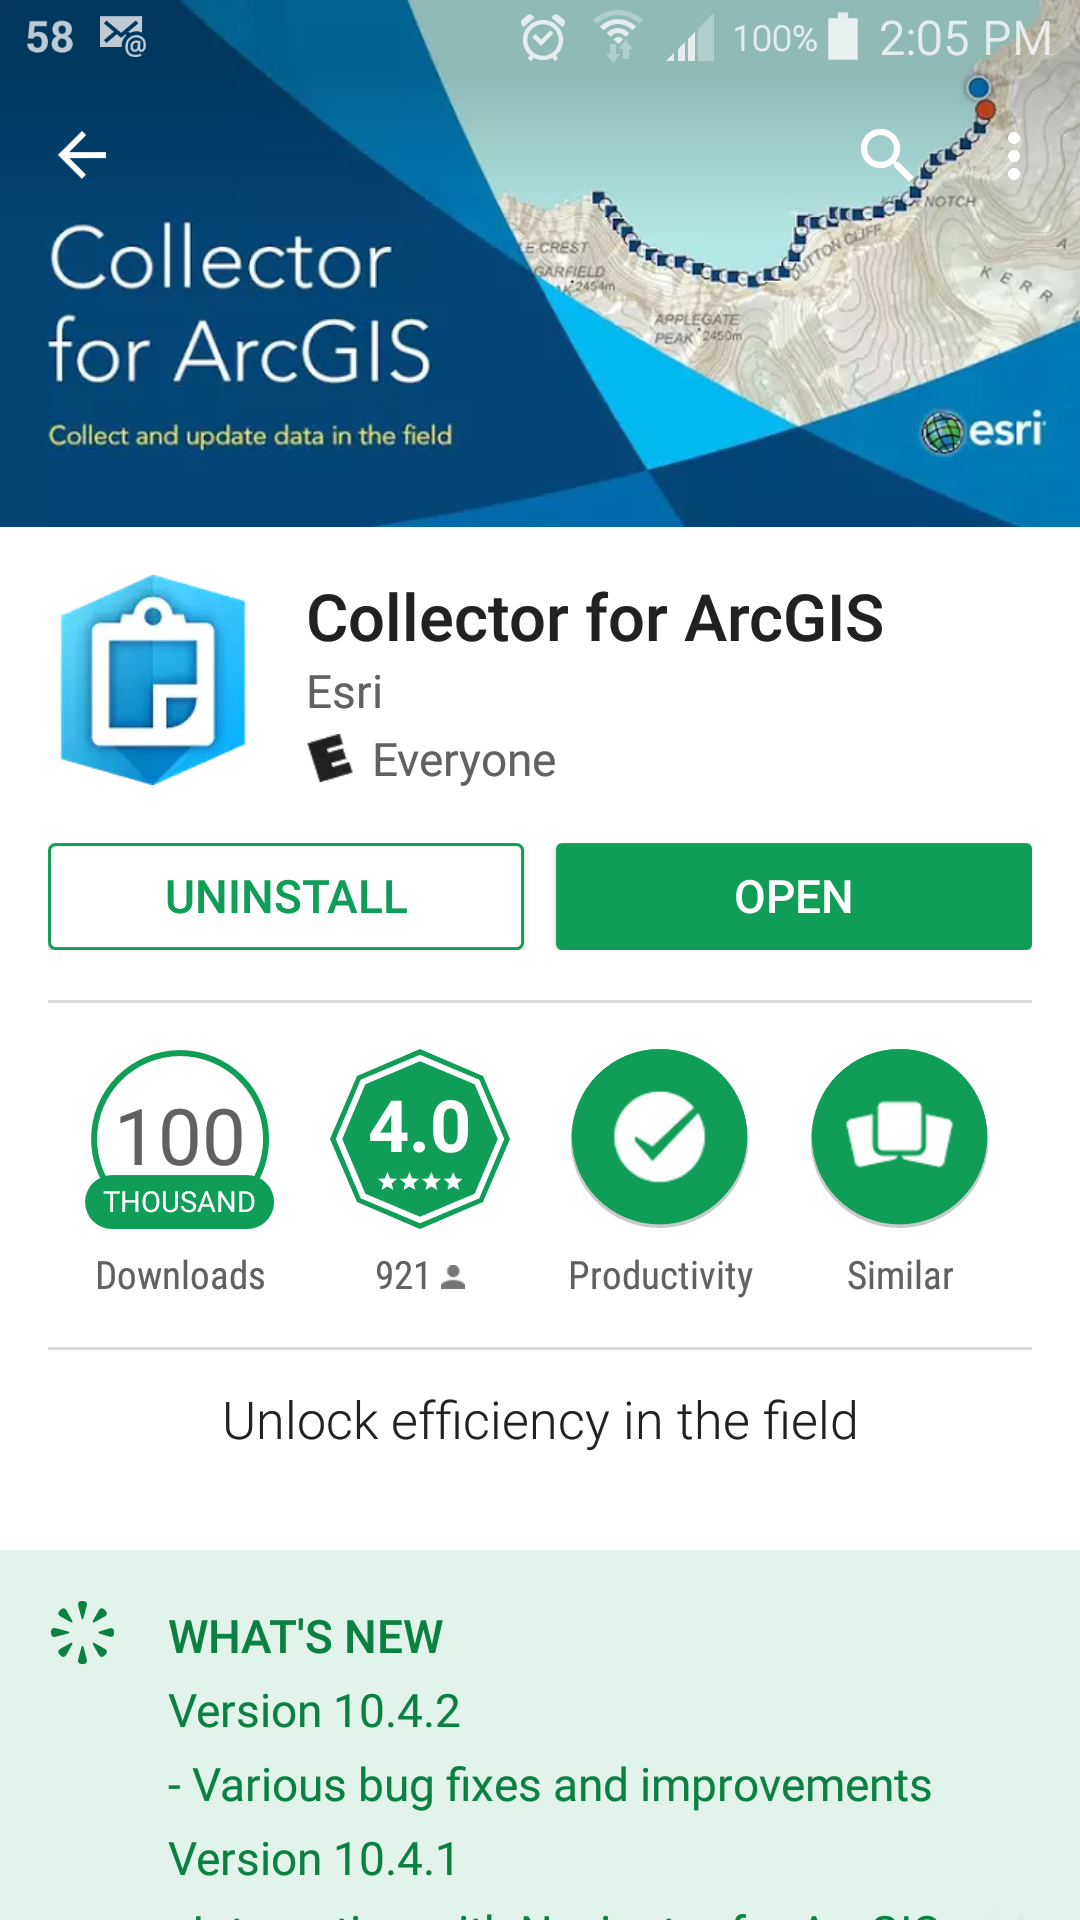 58 100% 2:05 PM
Collector
for ArcGIS
Collect and update data in the field
NOTCH
E CREST
GARFIELD
2454m
DUTTON CLIFF
KERR
APPLEGATE
PEAK 2450m
esri
Collector for ArcGIS
Esri
E Everyone
UNINSTALL OPEN
100 4.0
THOUSAND
Downloads 921 Productivity Similar
Unlock efficiency in the field
WHAT'S NEW
Version 10.4.2
- Various bug fixes and improvements
Version 10.4.1